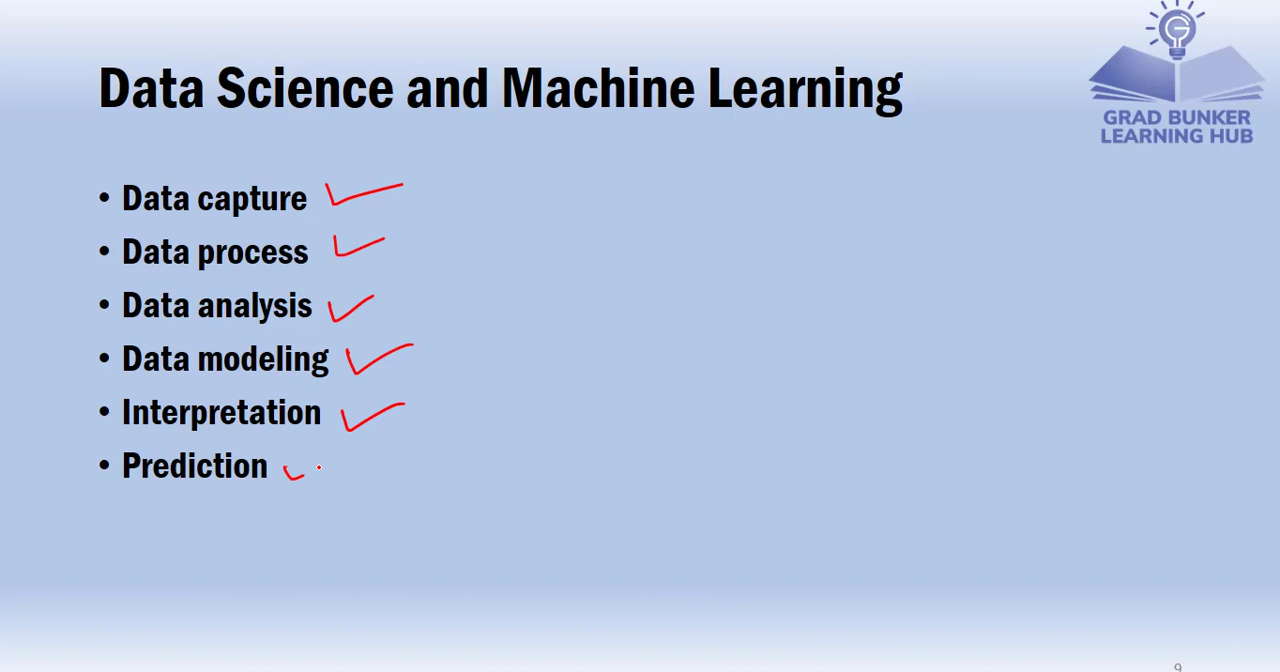 Data Science and Machine Learning
GRAD BUNKER
LEARNING HUB
• Data capture
• Data process
• Data analysis
• Data modeling
• Interpretation
• Prediction
9